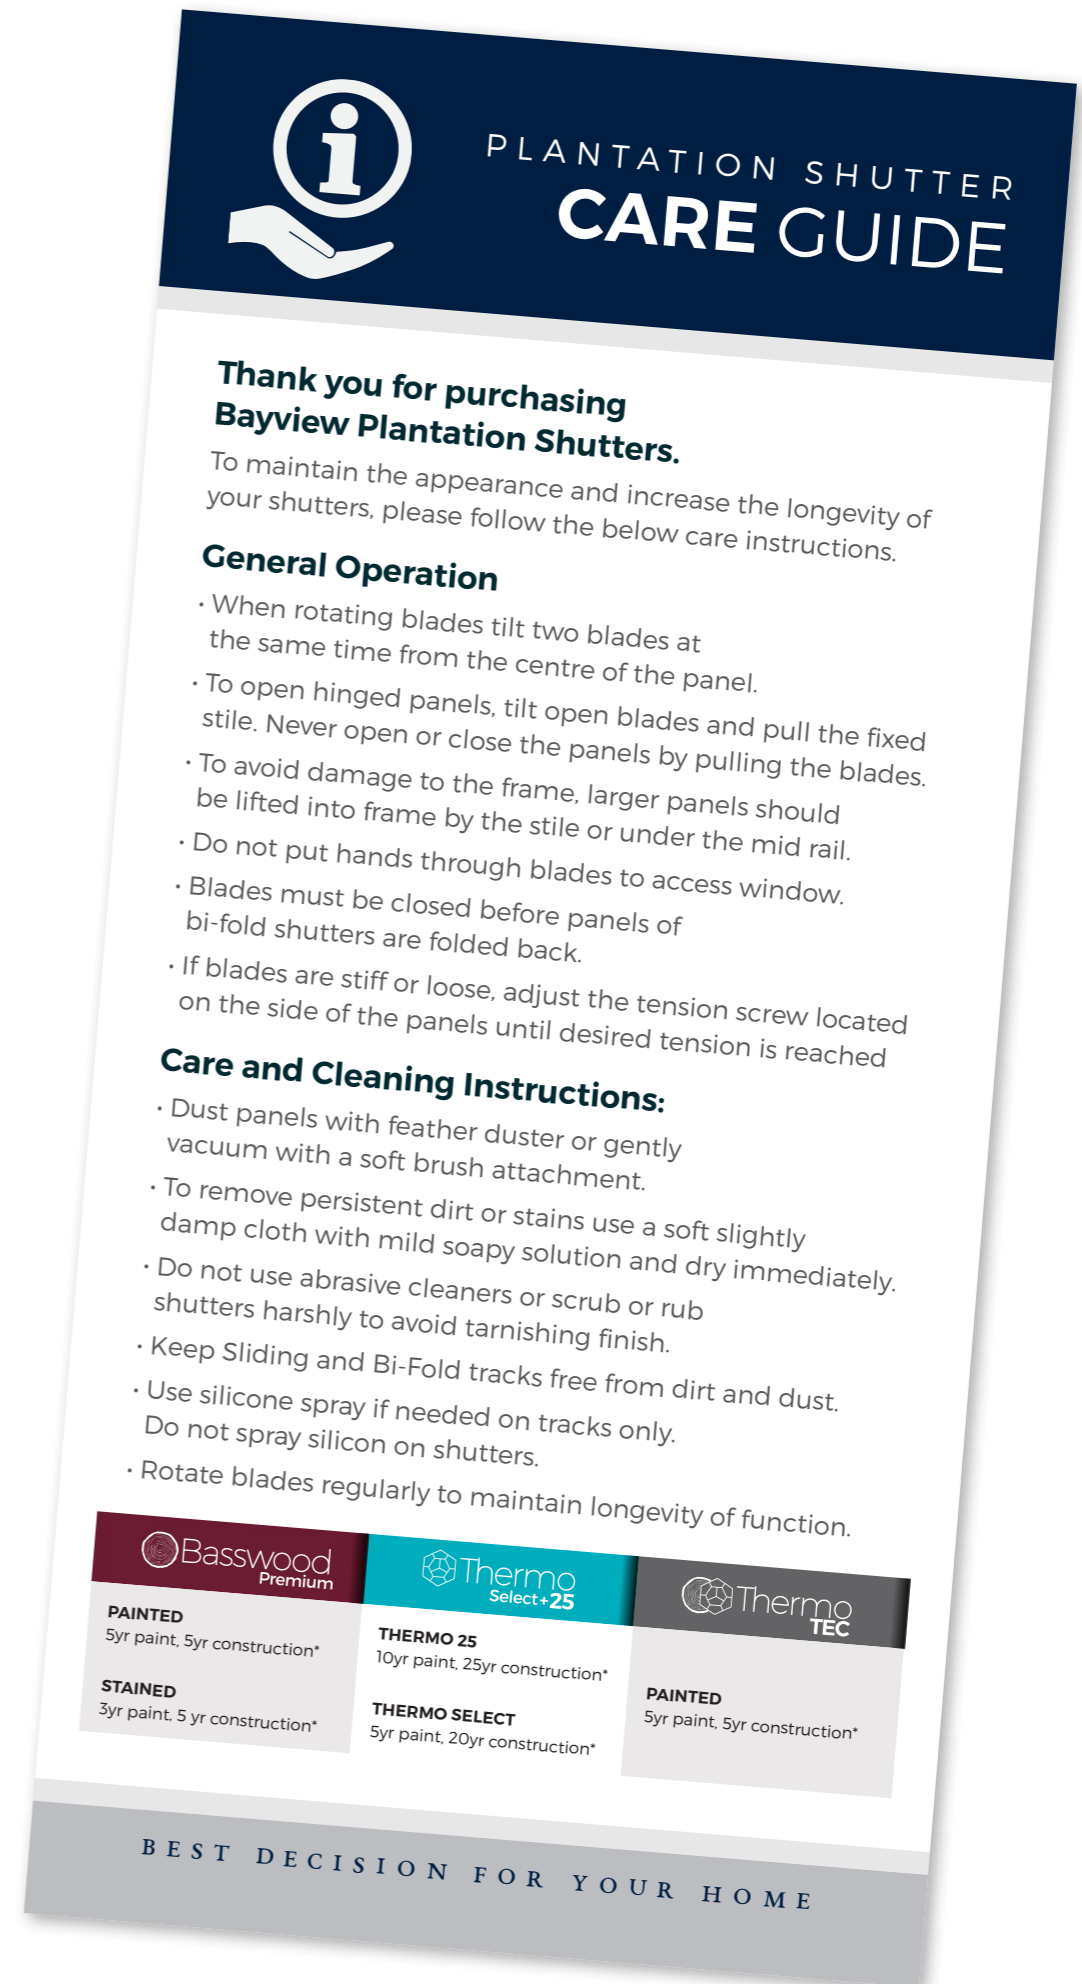 PLANTATION SHUTTER
CARE GUIDE
Thank you for purchasing
Bayview Plantation Shutters.
To maintain the appearance and increase the longevity of
your shutters, please follow the below care instructions.
General Operation
· When rotating blades tilt two blades at
the same time from the centre of the panel.
· To open hinged panels, tilt open blades and pull the fixed
stile. Never open or close the panels by pulling the blades.
· To avoid damage to the frame, larger panels should
be lifted into frame by the stile or under the mid rail.
· Do not put hands through blades to access window.
· Blades must be closed before panels of
bi-fold shutters are folded back.
· If blades are stiff or loose, adjust the tension screw located
on the side of the panels until desired tension is reached
Care and Cleaning Instructions:
· Dust panels with feather duster or gently
vacuum with a soft brush attachment.
· To remove persistent dirt or stains use a soft slightly
damp cloth with mild soapy solution and dry immediately.
· Do not use abrasive cleaners or scrub or rub
shutters harshly to avoid tarnishing finish.
· Keep Sliding and Bi-Fold tracks free from dirt and dust.
· Use silicone spray if needed on tracks only.
Do not spray silicon on shutters.
· Rotate blades regularly to maintain longevity of function.
Basswood
Premium
PAINTED
5yr paint, 5yr construction*
STAINED
3yr paint, 5 yr construction*
Thermo
Select+25
THERMO 25
10yr paint, 25yr construction*
THERMO SELECT
5yr paint, 20yr construction*
Thermo
TEC
PAINTED
5yr paint, 5yr construction*
BEST DECISION FOR YOUR HOME